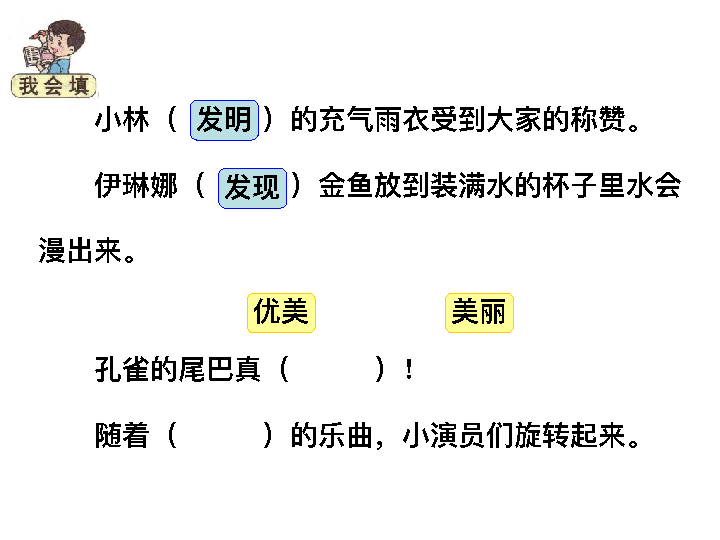 我会填
小林（ 发明 ）的充气雨衣受到大家的称赞。
伊琳娜（ 发现 ）金鱼放到装满水的杯子里水会
漫出来。
优美 美丽
孔雀的尾巴真（ ）！
随着（ ）的乐曲，小演员们旋转起来。